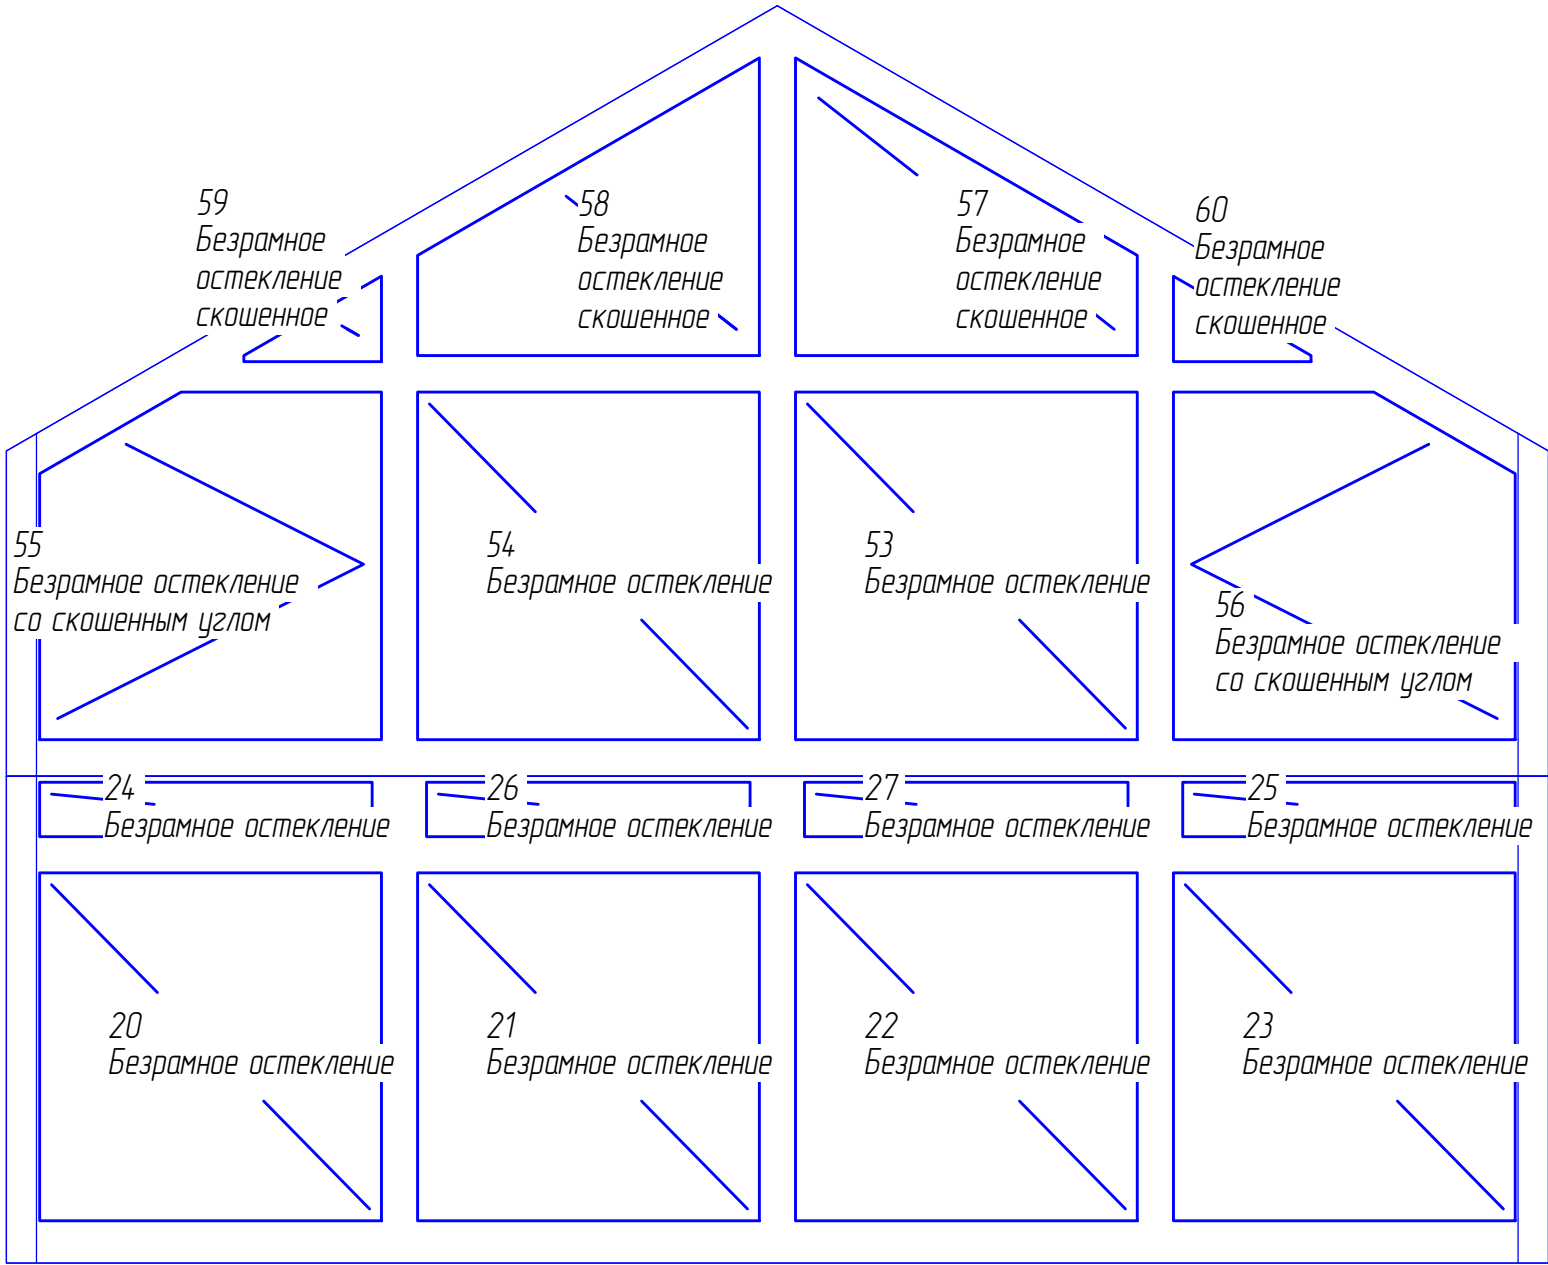 59
Безрамное
остекление
скошенное
58
Безрамное
остекление
скошенное
57
Безрамное
остекление
скошенное
60
Безрамное
остекление
скошенное
55
Безрамное остекление
со скошенным углом
54
Безрамное остекление
53
Безрамное остекление
56
Безрамное остекление
со скошенным углом
24
Безрамное остекление
26
Безрамное остекление
27
Безрамное остекление
25
Безрамное остекление
20
Безрамное остекление
21
Безрамное остекление
22
Безрамное остекление
23
Безрамное остекление